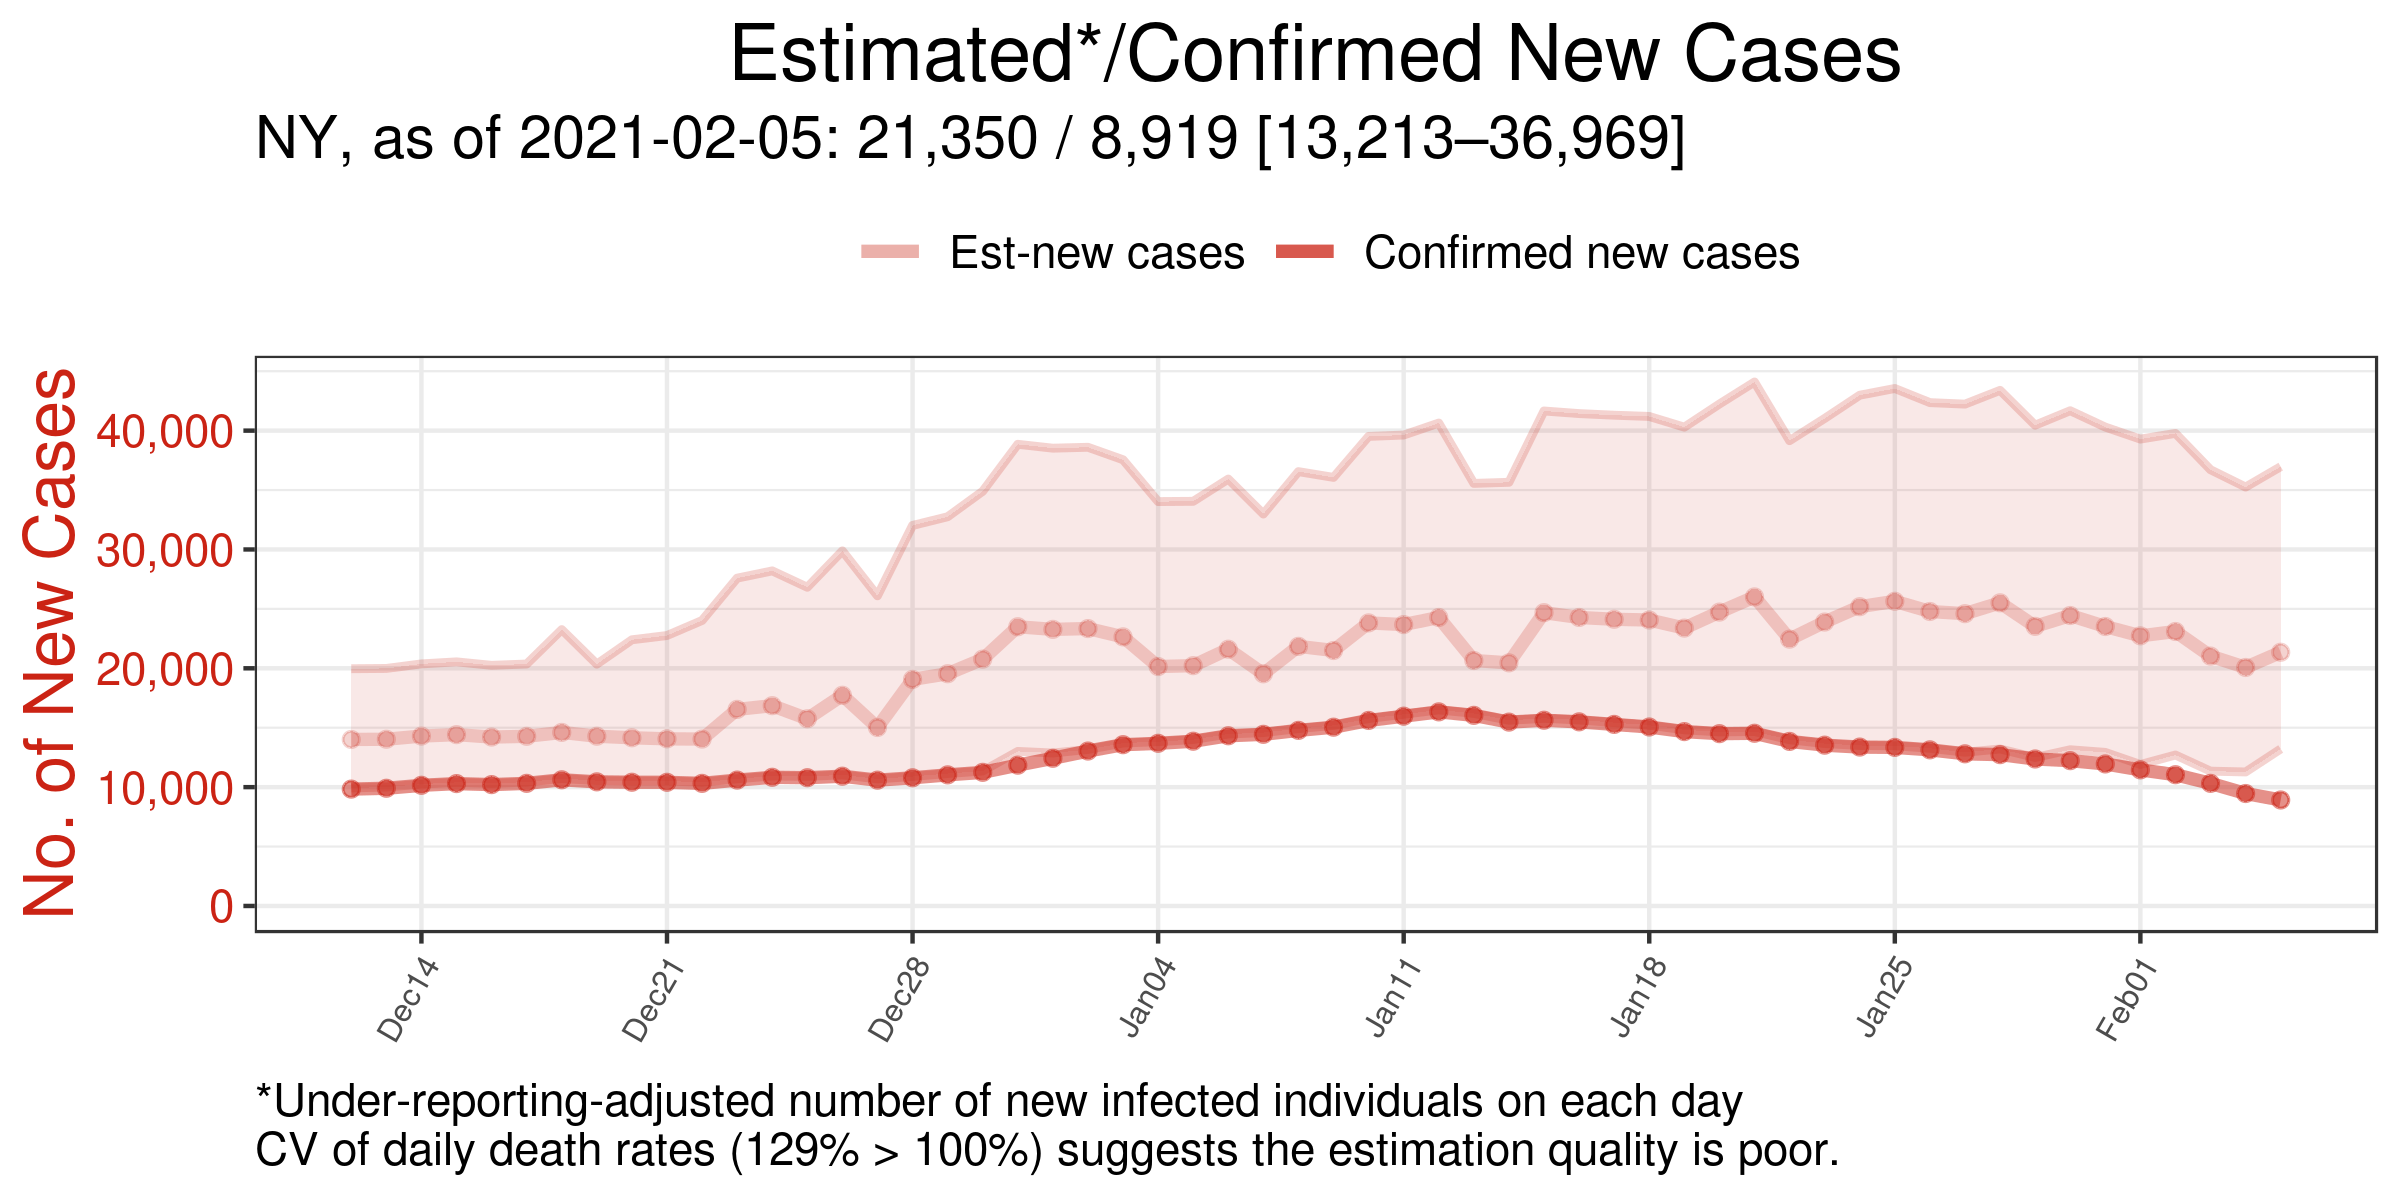 Estimated*/Confirmed New Cases
NY, as of 2021-02-05: 21,350 / 8,919 [13,213–36,969]
Est-new cases
Confirmed new cases
No. of New Cases
40,000
30,000
20,000
10,000
0
Dec14
Dec21
Dec28
Jan04
Jan11
Jan18
Jan25
Feb01
*Under-reporting-adjusted number of new infected individuals on each day
CV of daily death rates (129% > 100%) suggests the estimation quality is poor.